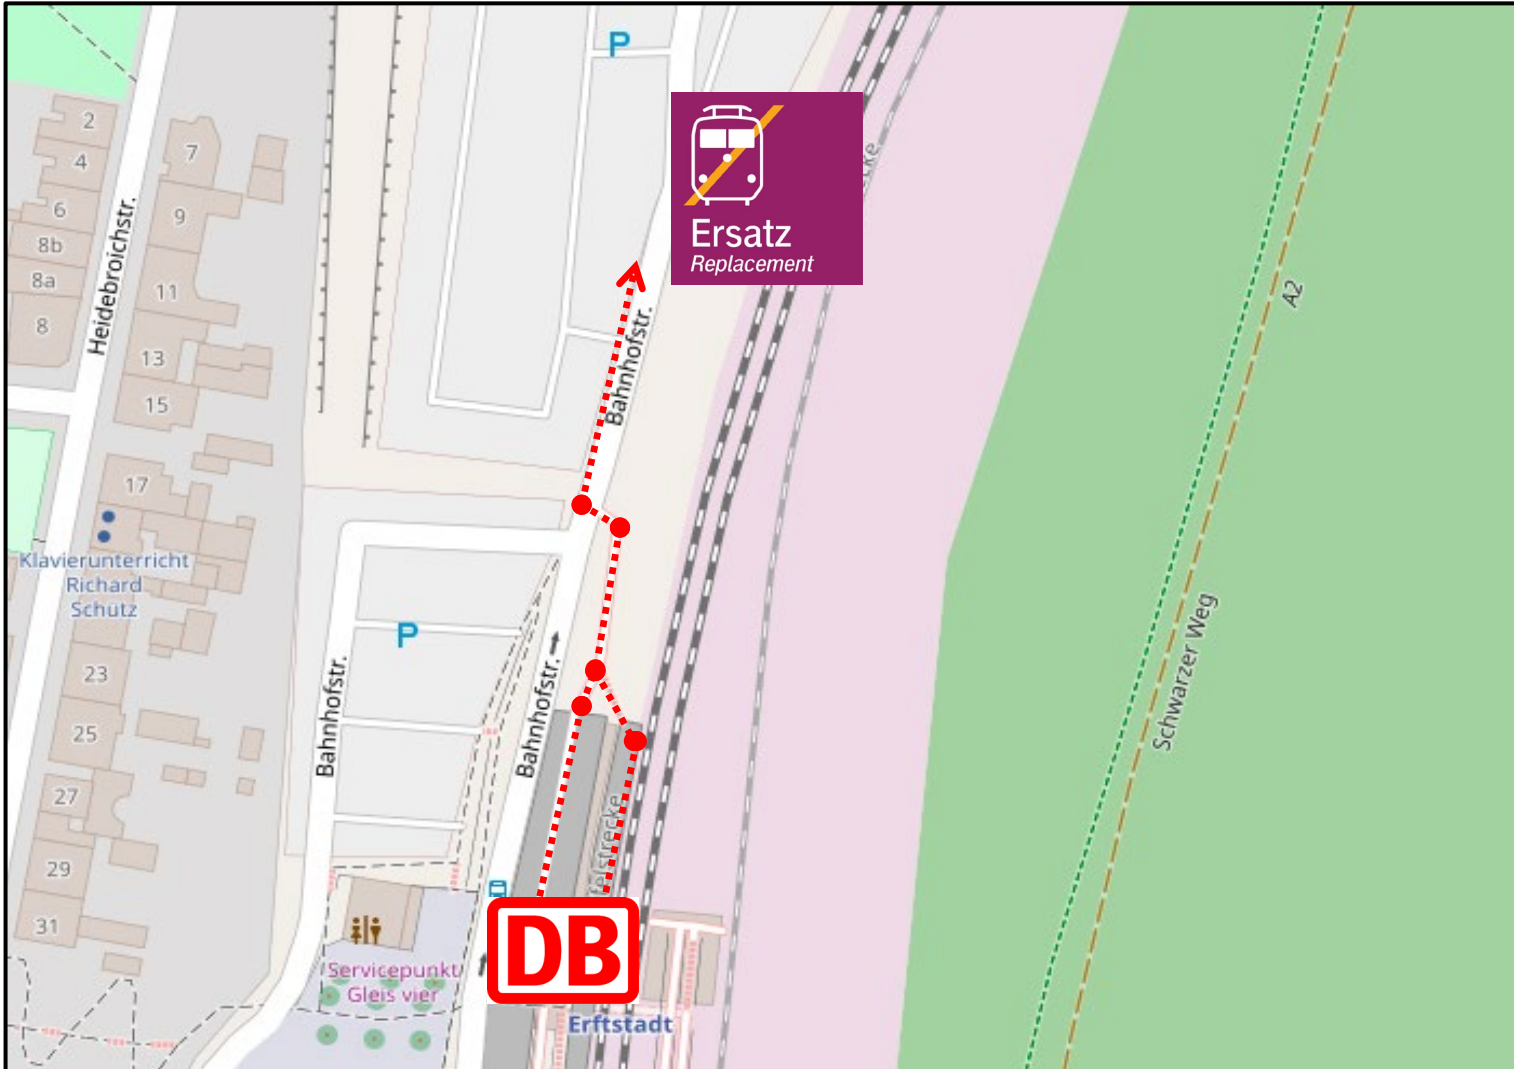 P
2
4
6
8b
8a
8
7
9
11
13
15
17
Heidebroichstr.
Ersatz
Replacement
Bahnhofstr.
A2
Klavierunterricht
Richard
Schütz
P
23
25
27
29
31
Bahnhofstr.
Bahnhofstr.
Schwarzer Weg
DB
Servicepunkt
Gleis vier
Erftstadt